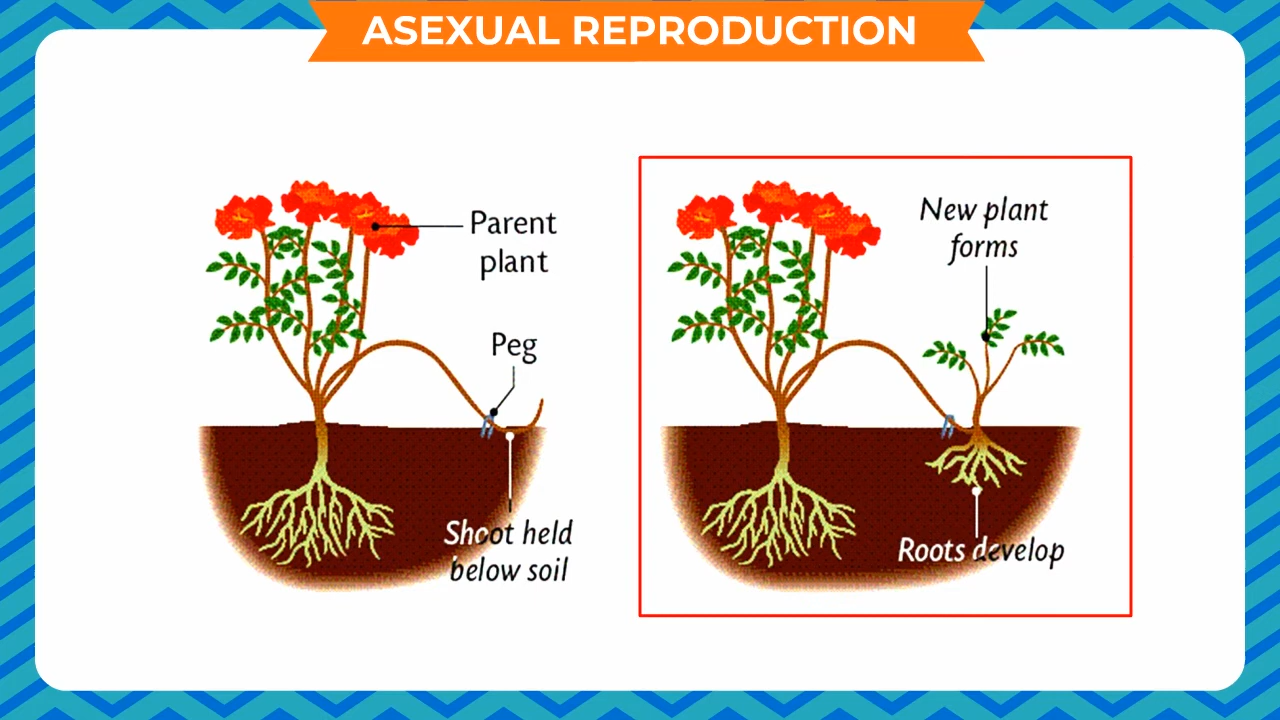 ASEXUAL REPRODUCTION
Parent
plant
Peg
Shoot held
below soil
New plant
forms
Roots develop